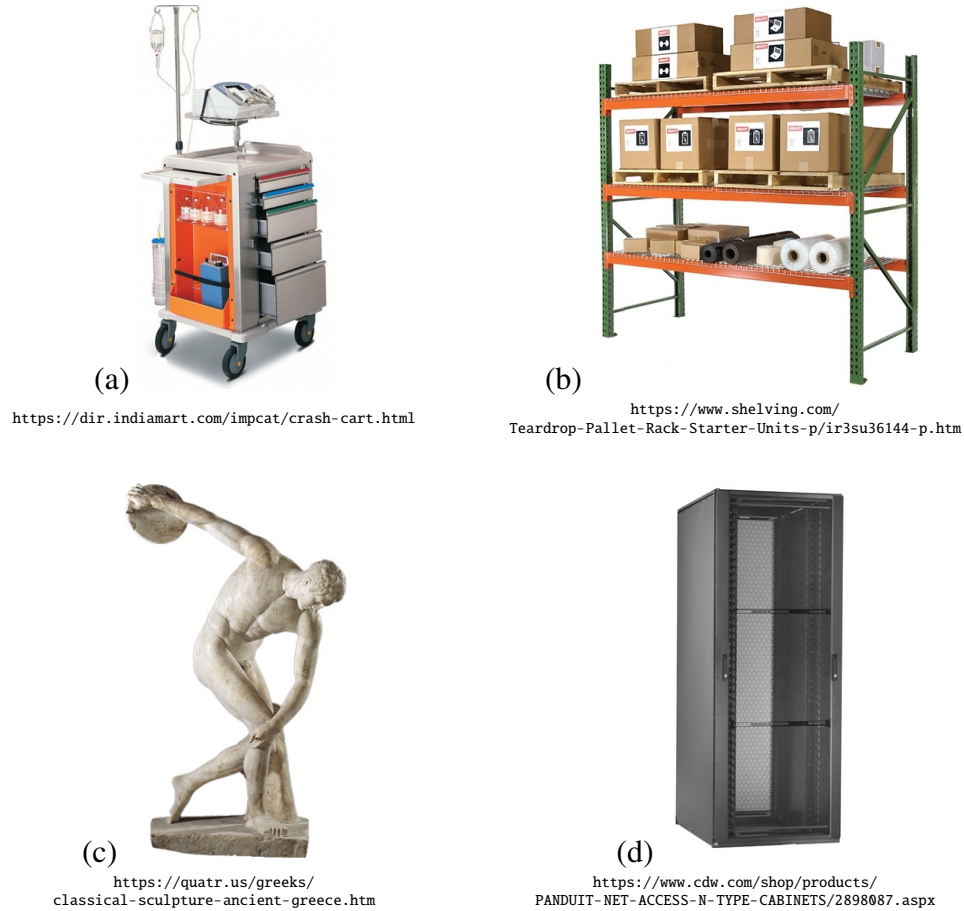 (a)
https://dir.indiamart.com/impcat/crash-cart.html
(b)
https://www.shelving.com/
Teardrop-Pallet-Rack-Starter-Units-p/ir3su36144-p.htm
(c)
https://quatr.us/greeks/
classical-sculpture-ancient-greece.htm
(d)
https://www.cdw.com/shop/products/
PANDUIT-NET-ACCESS-N-TYPE-CABINETS/2898087.aspx